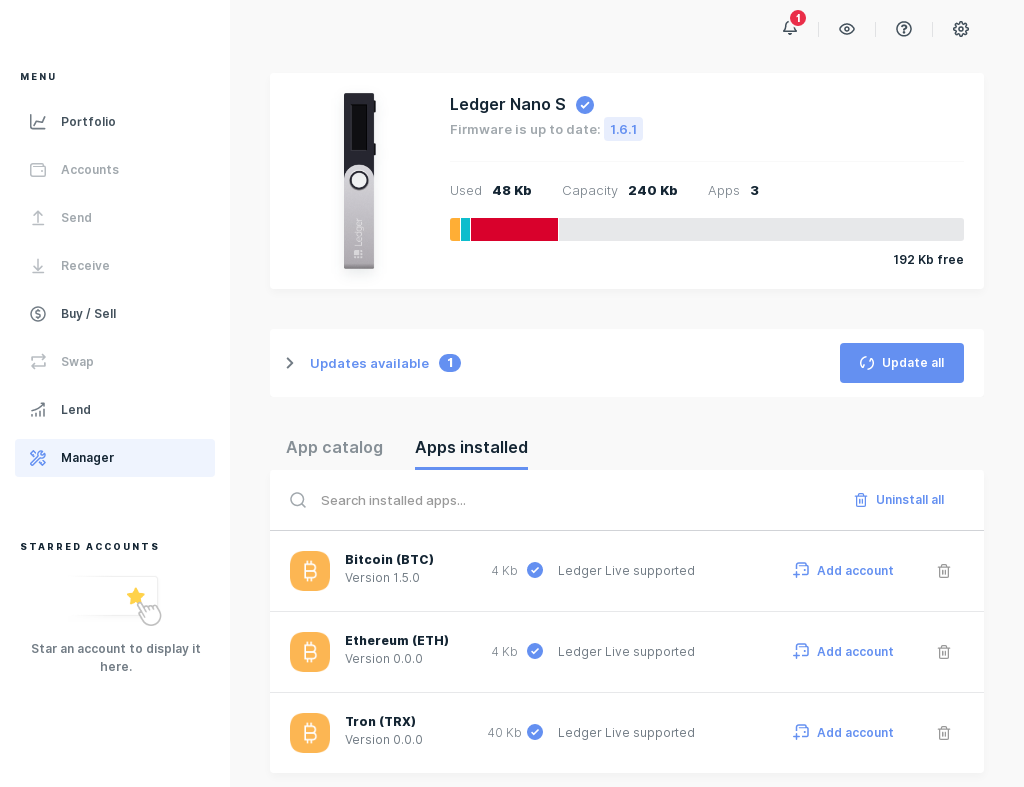 1
MENU
Portfolio
Accounts
Send
Receive
Buy / Sell
Swap
Lend
Manager
STARRED ACCOUNTS
Star an account to display it
here.
Ledger Nano S
Firmware is up to date: 1.6.1
Used 48 Kb Capacity 240 Kb Apps 3
Ledger
192 Kb free
Updates available 1
Update all
App catalog Apps installed
Search installed apps...
Uninstall all
Bitcoin (BTC)
Version 1.5.0
4 Kb Ledger Live supported Add account
Ethereum (ETH)
Version 0.0.0
4 Kb Ledger Live supported Add account
Tron (TRX)
Version 0.0.0
40 Kb Ledger Live supported Add account